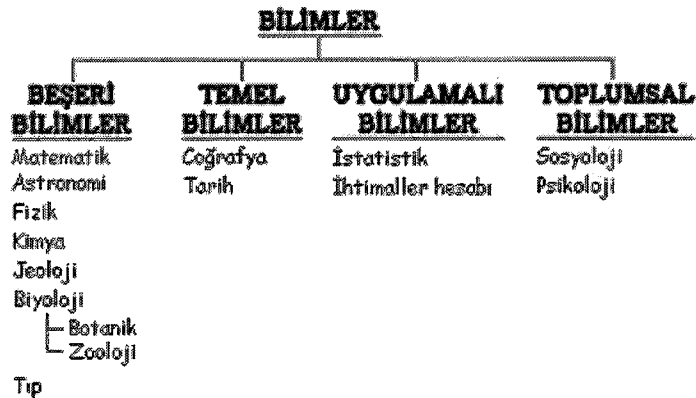 BİLİMLER
BEŞERİ BİLİMLER
Matematik
Astronomi
Fizik
Kimya
Jeoloji
Biyoloji
Botanik
Zooloji
Tıp
TEMEL BİLİMLER
Coğrafya
Tarih
UYGULAMALI BİLİMLER
İstatistik
İhtimaller hesabı
TOPLUMSAL BİLİMLER
Sosyoloji
Psikoloji